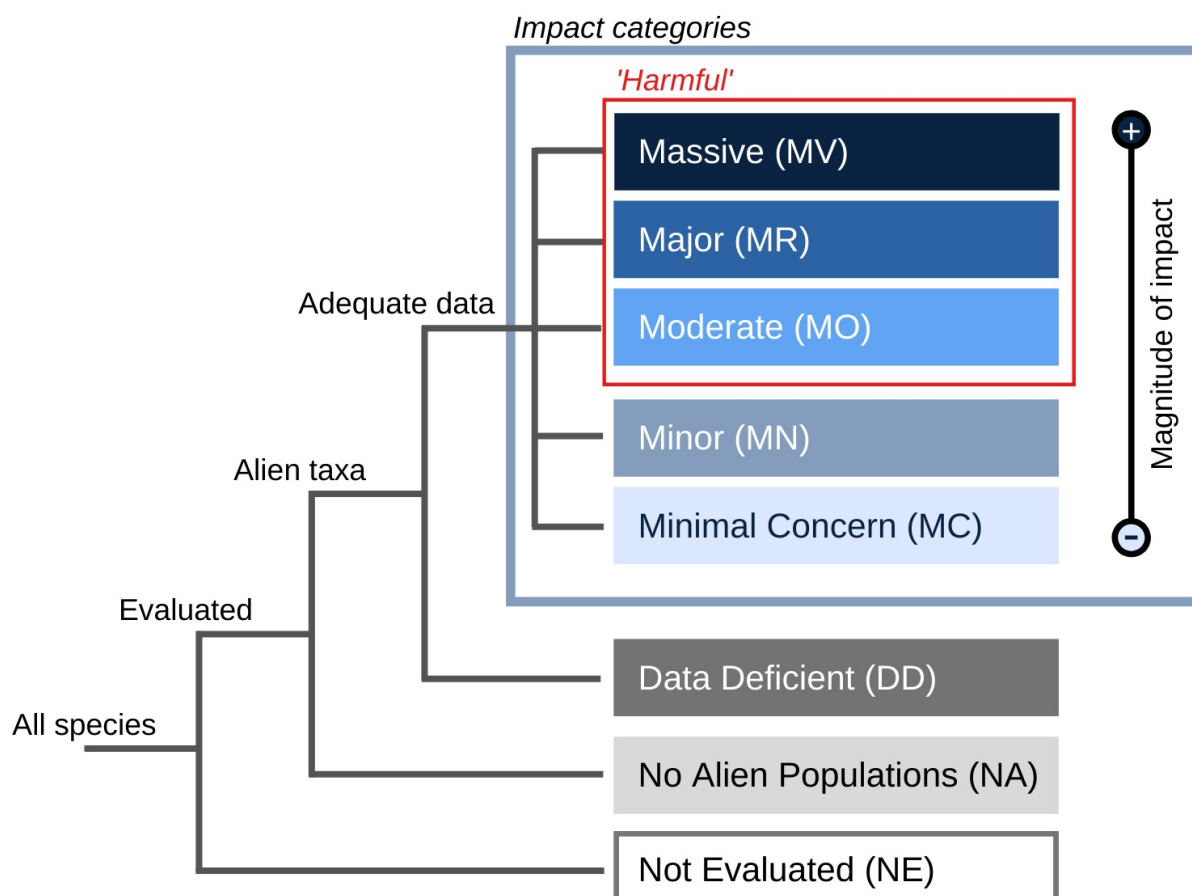 Impact categories
'Harmful'
Massive (MV)
+
Major (MR)
Magnitude of impact
Adequate data
Moderate (MO)
Minor (MN)
Alien taxa
Minimal Concern (MC)
-
Evaluated
Data Deficient (DD)
All species
No Alien Populations (NA)
Not Evaluated (NE)